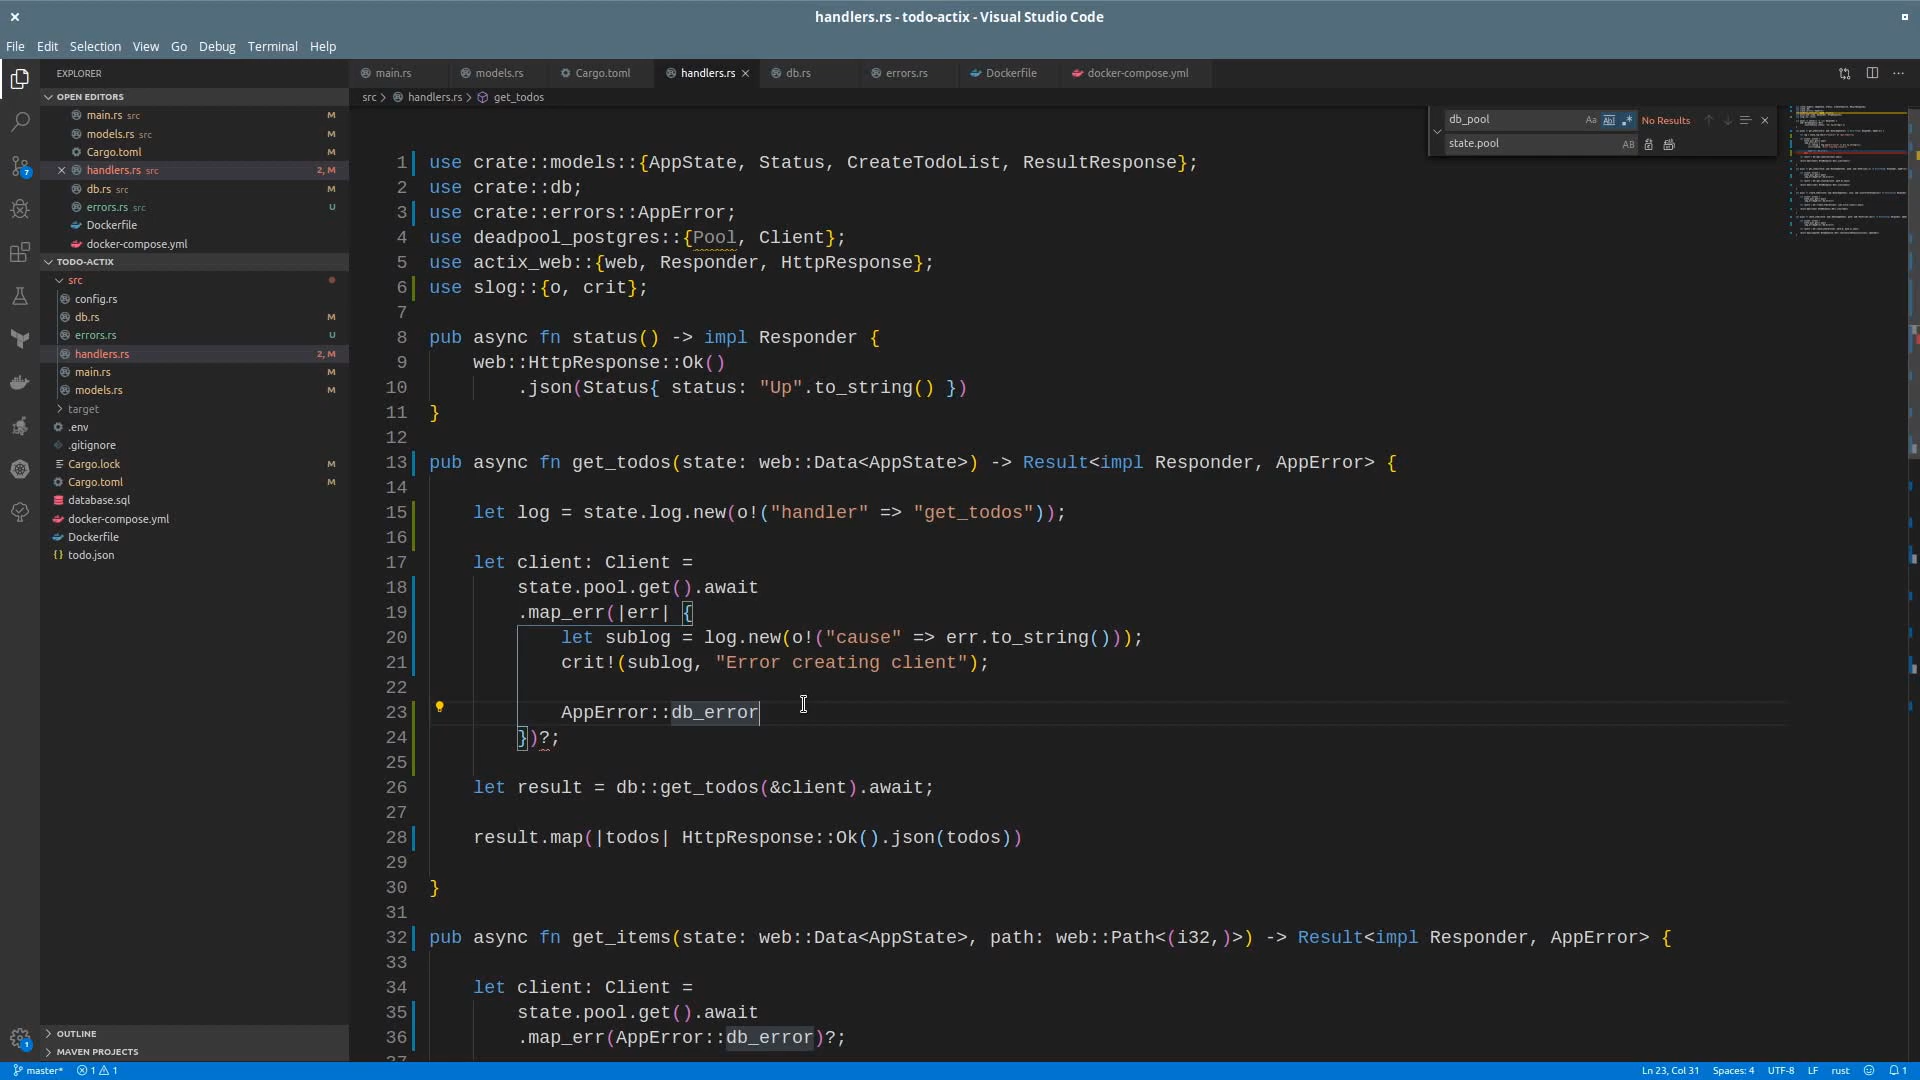 handlers.rs - todo-actix - Visual Studio Code
File Edit Selection View Go Debug Terminal Help
EXPLORER
OPEN EDITORS
main.rs src M
models.rs src M
Cargo.toml M
handlers.rs src 2, M
db.rs src M
errors.rs src U
Dockerfile
docker-compose.yml
TODO-ACTIX
src
config.rs
db.rs M
errors.rs U
handlers.rs 2, M
main.rs M
models.rs M
target
.env
.gitignore
Cargo.lock M
Cargo.toml M
database.sql
docker-compose.yml
Dockerfile
todo.json
OUTLINE
MAVEN PROJECTS
7
1
main.rs models.rs Cargo.toml handlers.rs db.rs errors.rs Dockerfile docker-compose.yml
src > handlers.rs > get_todos
db_pool Aa Abl .* No Results
state.pool AB
1 use crate::models::{AppState, Status, CreateTodoList, ResultResponse};
2 use crate::db;
3 use crate::errors::AppError;
4 use deadpool_postgres::{Pool, Client};
5 use actix_web::{web, Responder, HttpResponse};
6 use slog::{o, crit};
7
8 pub async fn status() -> impl Responder {
9 web::HttpResponse::Ok()
10 .json(Status{ status: "Up".to_string() })
11 }
12
13 pub async fn get_todos(state: web::Data<AppState>) -> Result<impl Responder, AppError> {
14
15 let log = state.log.new(o!("handler" => "get_todos"));
16
17 let client: Client =
18 state.pool.get().await
19 .map_err(|err| {
20 let sublog = log.new(o!("cause" => err.to_string()));
21 crit!(sublog, "Error creating client");
22
23 AppError::db_error
24 })?;
25
26 let result = db::get_todos(&client).await;
27
28 result.map(|todos| HttpResponse::Ok().json(todos))
29
30 }
31
32 pub async fn get_items(state: web::Data<AppState>, path: web::Path<(i32,)>) -> Result<impl Responder, AppError> {
33
34 let client: Client =
35 state.pool.get().await
36 .map_err(AppError::db_error)?;
37
master* 1 1
Ln 23, Col 31 Spaces: 4 UTF-8 LF rust 1